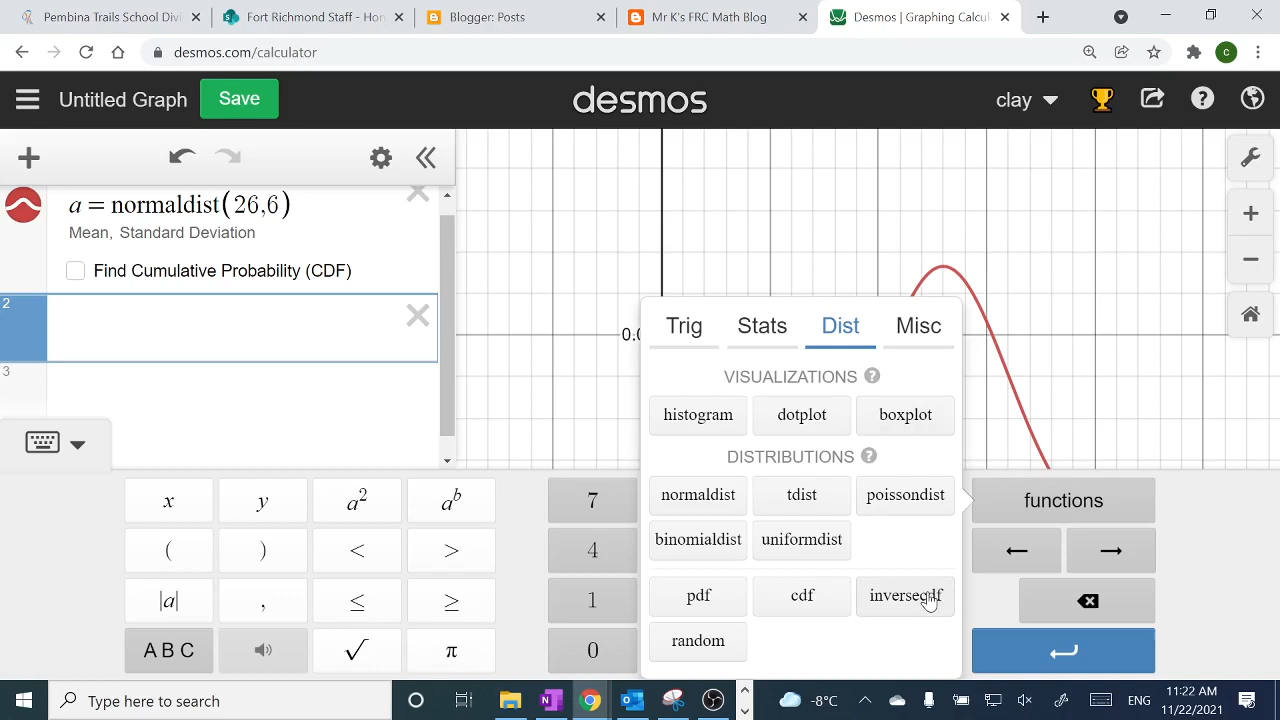 Pembina Trails School Divi
Fort Richmond Staff - Hon
Blogger: Posts
Mr K's FRC Math Blog
Desmos | Graphing Calcul
desmos.com/calculator
c
Untitled Graph
Save
desmos
clay
a = normaldist(26,6)
Mean, Standard Deviation
Find Cumulative Probability (CDF)
2
3
0.0
Trig Stats Dist Misc
VISUALIZATIONS
histogram dotplot boxplot
DISTRIBUTIONS
normaldist tdist poissondist
binomialdist uniformdist
pdf cdf inversecdf
random
x y a² aᵇ 7 functions
( ) < > 4 ← →
|a| , ≤ ≥ 1
A B C √ π 0
Type here to search
-8°C
ENG
11:22 AM
11/22/2021